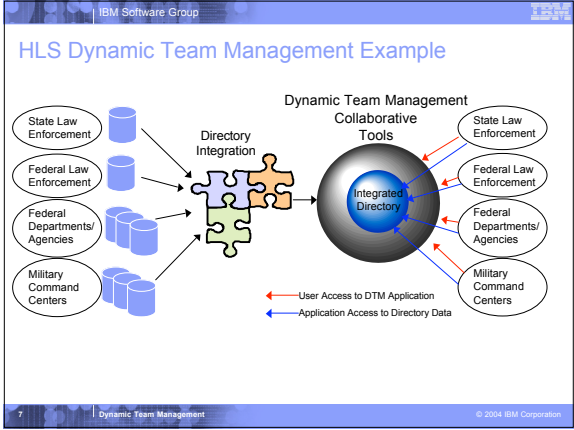 IBM Software Group
IBM
HLS Dynamic Team Management Example
State Law
Enforcement
Federal Law
Enforcement
Federal
Departments/
Agencies
Military
Command
Centers
Directory
Integration
Dynamic Team Management
Collaborative
Tools
Integrated
Directory
State Law
Enforcement
Federal Law
Enforcement
Federal
Departments/
Agencies
Military
Command
Centers
User Access to DTM Application
Application Access to Directory Data
7
Dynamic Team Management
© 2004 IBM Corporation